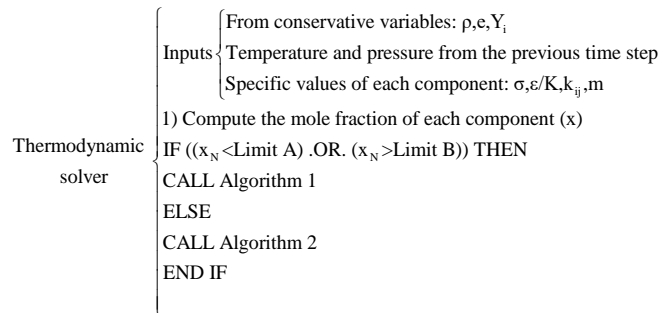 Thermodynamic
solver
Inputs
From conservative variables: ρ,e,Yᵢ
Temperature and pressure from the previous time step
Specific values of each component: σ,ε/K,kᵢⱼ,m
1) Compute the mole fraction of each component (x)
IF ((x_N<Limit A) .OR. (x_N>Limit B)) THEN
CALL Algorithm 1
ELSE
CALL Algorithm 2
END IF